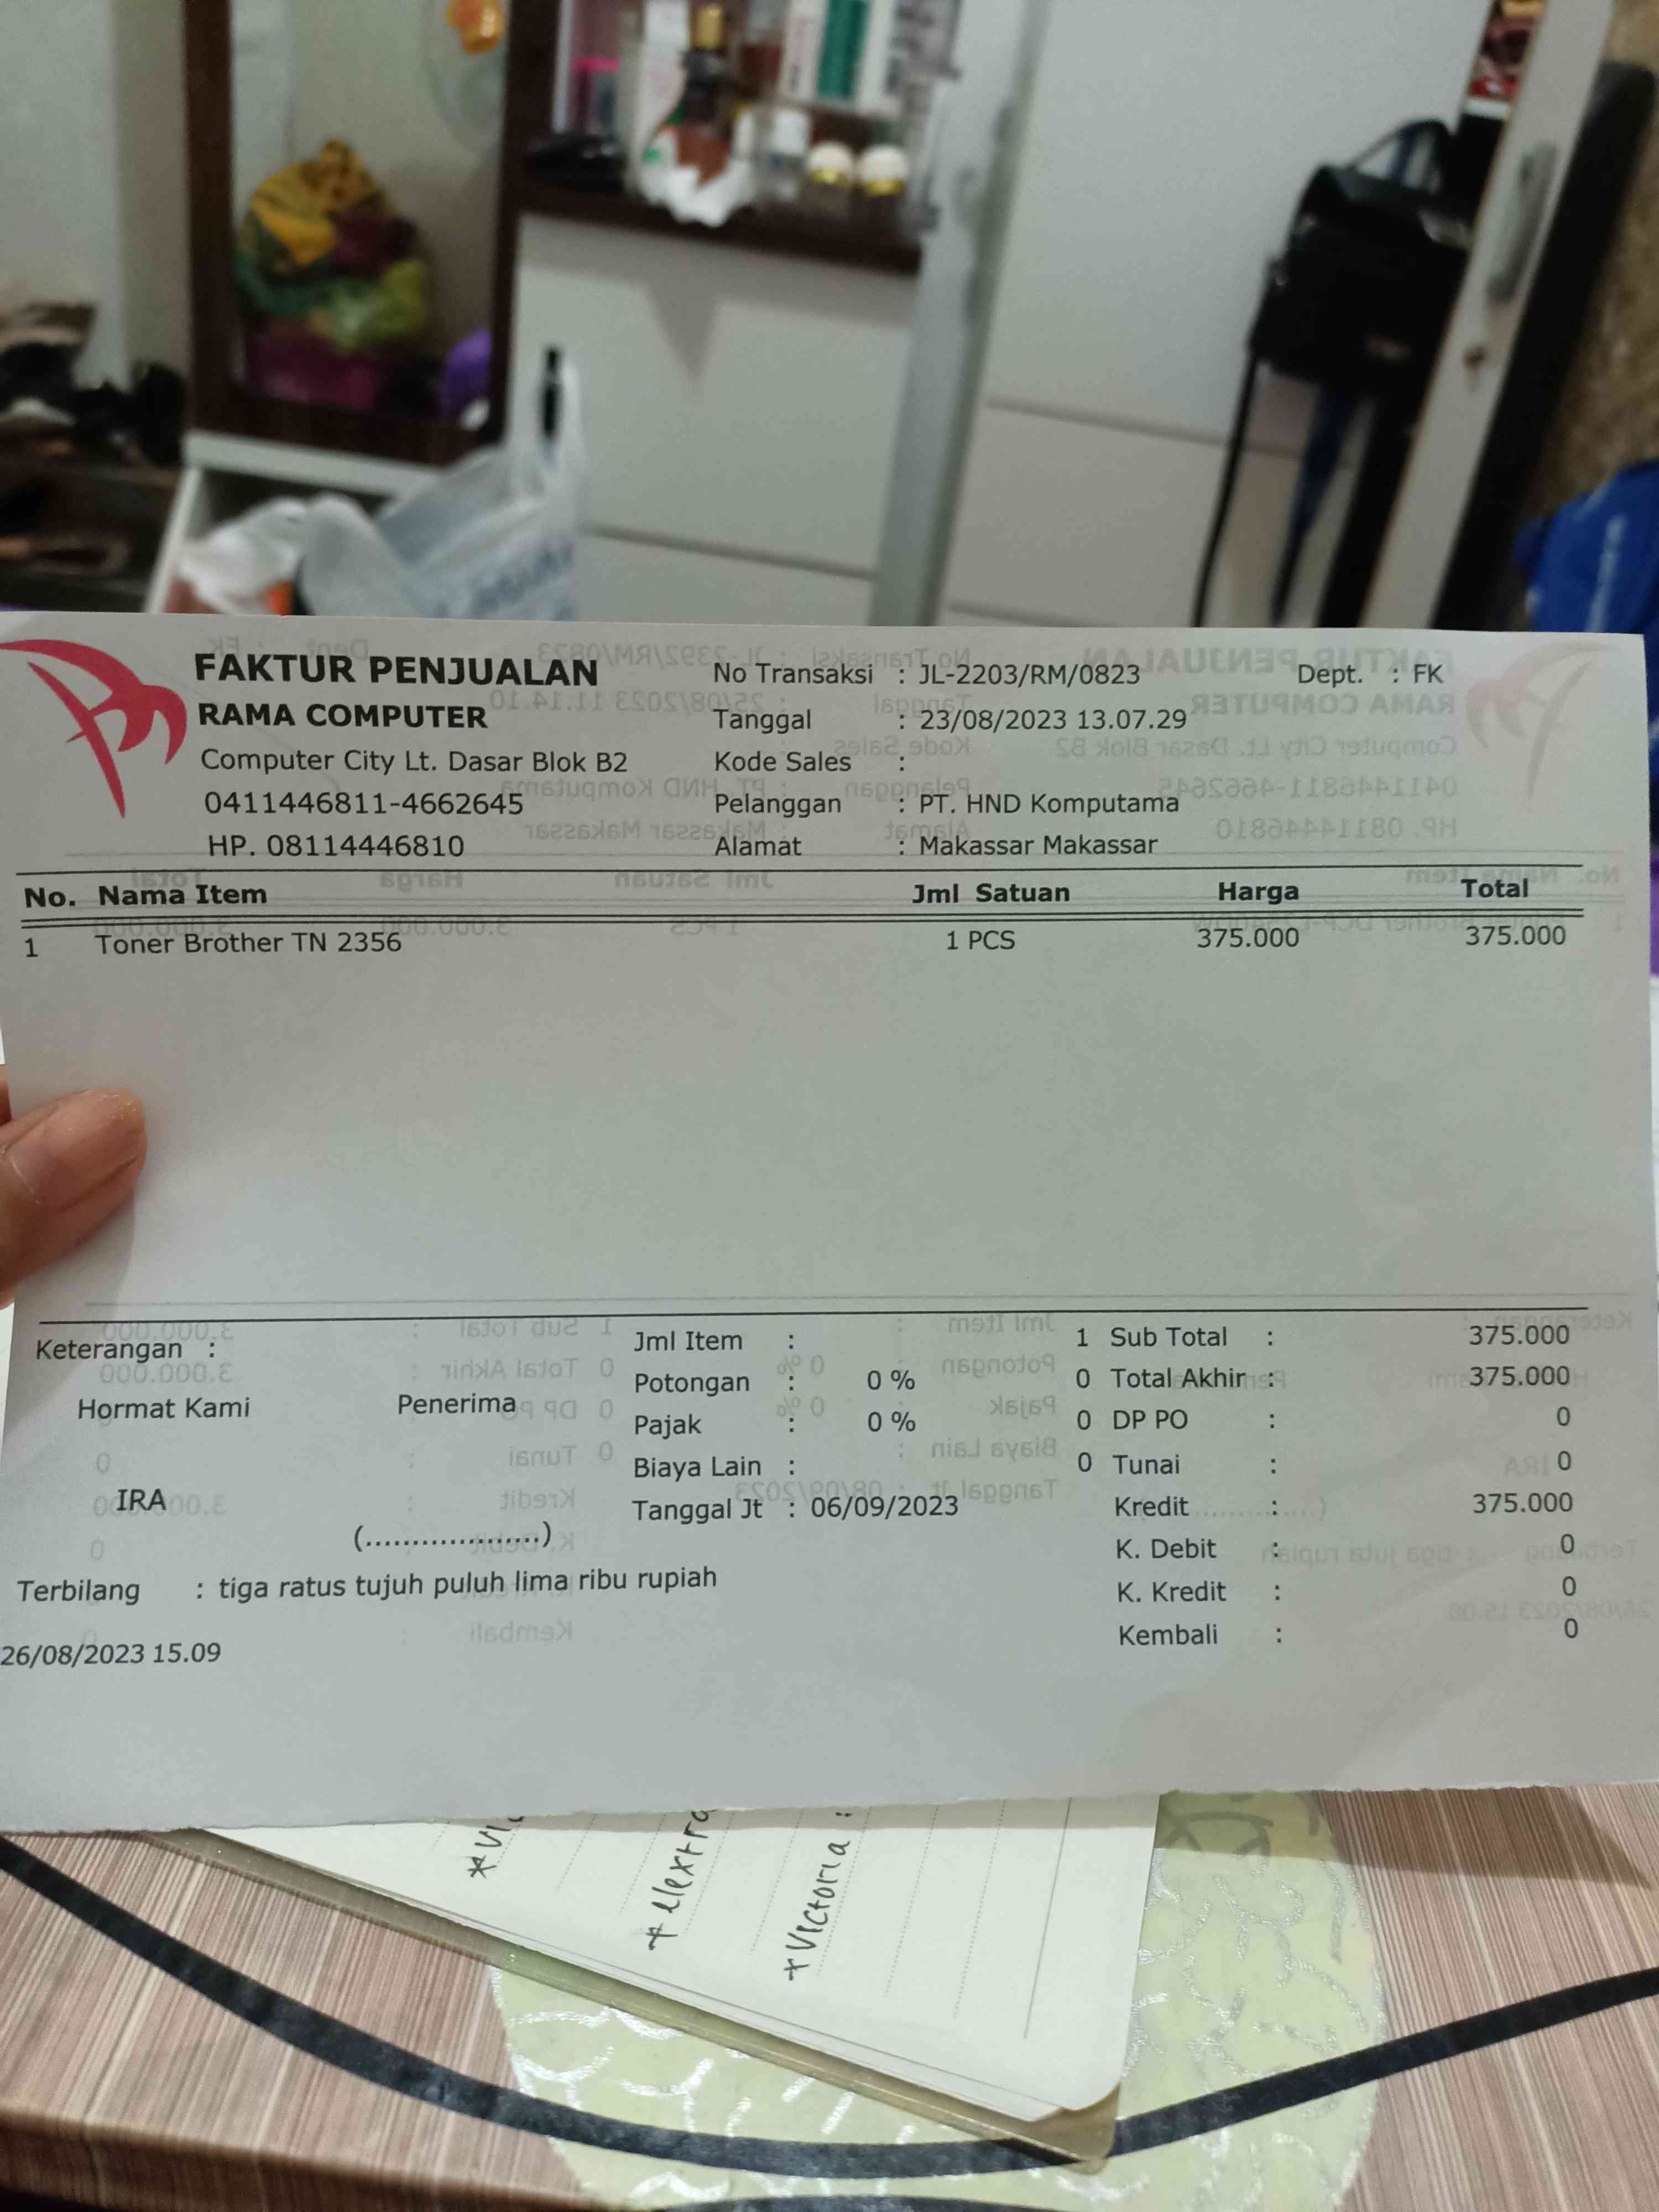 FAKTUR PENJUALAN
RAMA COMPUTER
Computer City Lt. Dasar Blok B2
0411446811-4662645
HP. 08114446810
No Transaksi : JL-2203/RM/0823
Dept. : FK
Tanggal : 23/08/2023 13.07.29
Kode Sales :
Pelanggan : PT. HND Komputama
Alamat : Makassar Makassar
No. Nama Item Jml Satuan Harga Total
1 Toner Brother TN 2356 1 PCS 375.000 375.000
Keterangan :
Hormat Kami Penerima
IRA
(....................)
Jml Item : 1
Potongan : 0 % 0
Pajak : 0 % 0
Biaya Lain : 0
Tanggal Jt : 06/09/2023
Sub Total : 375.000
Total Akhir : 375.000
DP PO : 0
Tunai : 0
Kredit : 375.000
K. Debit : 0
K. Kredit : 0
Kembali : 0
Terbilang : tiga ratus tujuh puluh lima ribu rupiah
26/08/2023 15.09
+ Victoria :